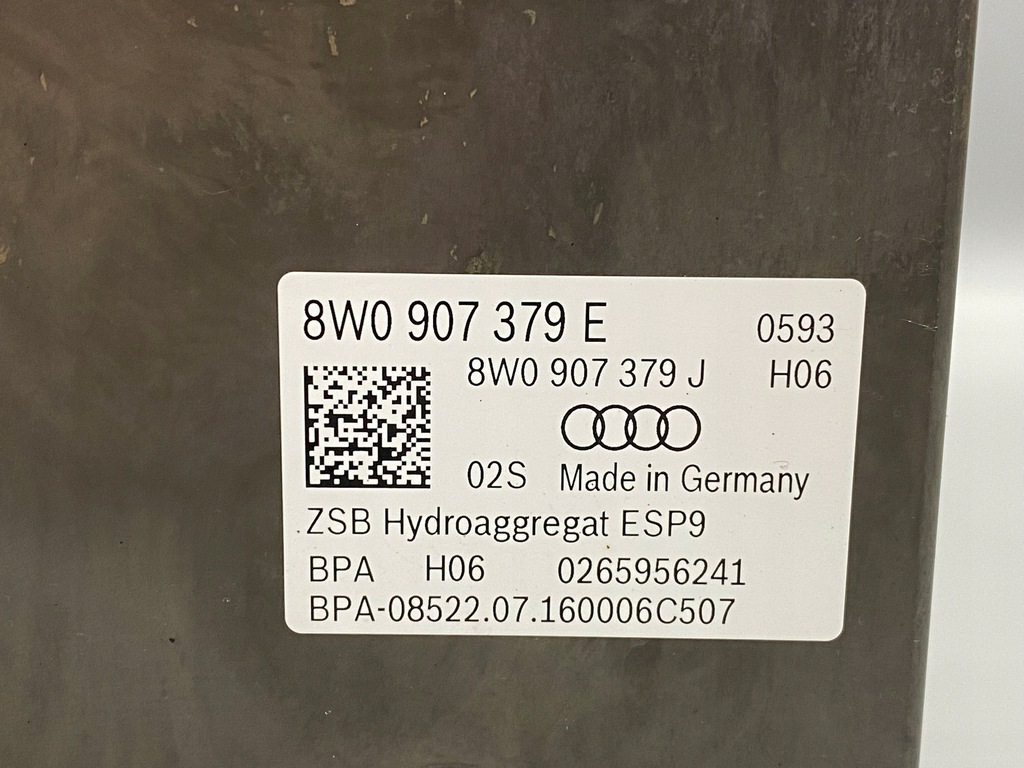 8W0 907 379 E 0593
8W0 907 379 J H06
02S Made in Germany
ZSB Hydroaggregat ESP9
BPA H06 0265956241
BPA-08522.07.160006C507